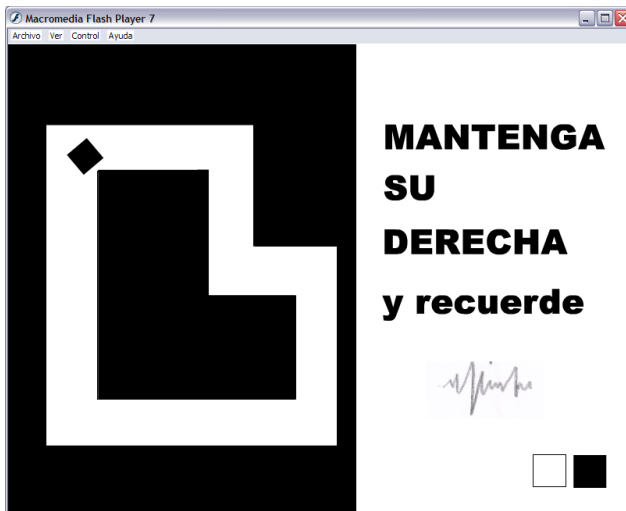 Macromedia Flash Player 7
Archivo Ver Control Ayuda
MANTENGA
SU
DERECHA
y recuerde